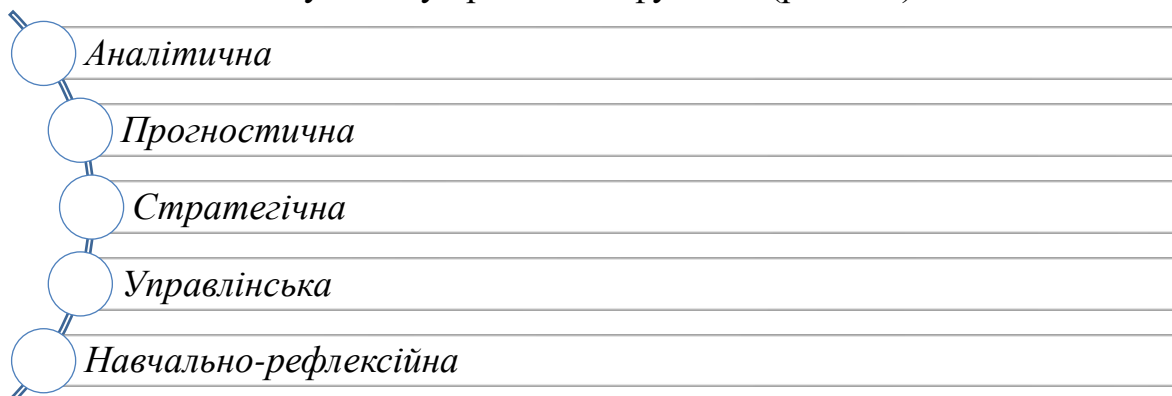 Аналітична
Прогностична
Стратегічна
Управлінська
Навчально-рефлексійна